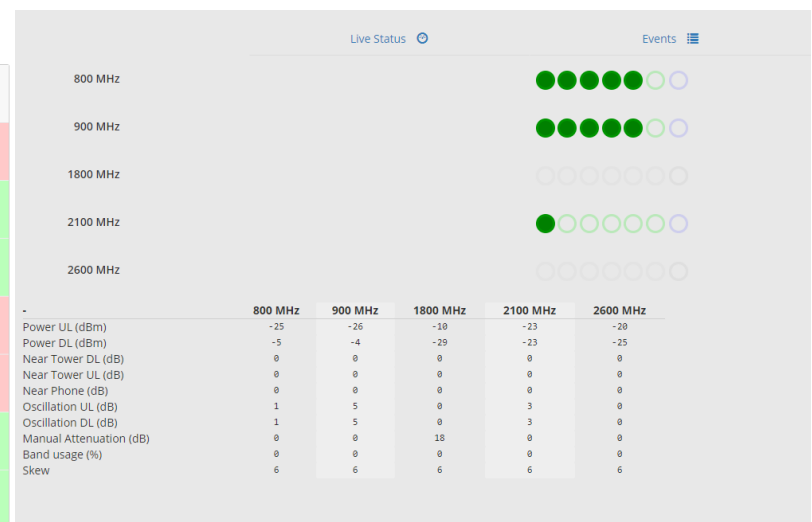 Live Status Events
800 MHz
900 MHz
1800 MHz
2100 MHz
2600 MHz
- 800 MHz 900 MHz 1800 MHz 2100 MHz 2600 MHz
Power UL (dBm) -25 -26 -10 -23 -20
Power DL (dBm) -5 -4 -29 -23 -25
Near Tower DL (dB) 0 0 0 0 0
Near Tower UL (dB) 0 0 0 0 0
Near Phone (dB) 0 0 0 0 0
Oscillation UL (dB) 1 5 0 3 0
Oscillation DL (dB) 1 5 0 3 0
Manual Attenuation (dB) 0 0 18 0 0
Band usage (%) 0 0 0 0 0
Skew 6 6 6 6 6